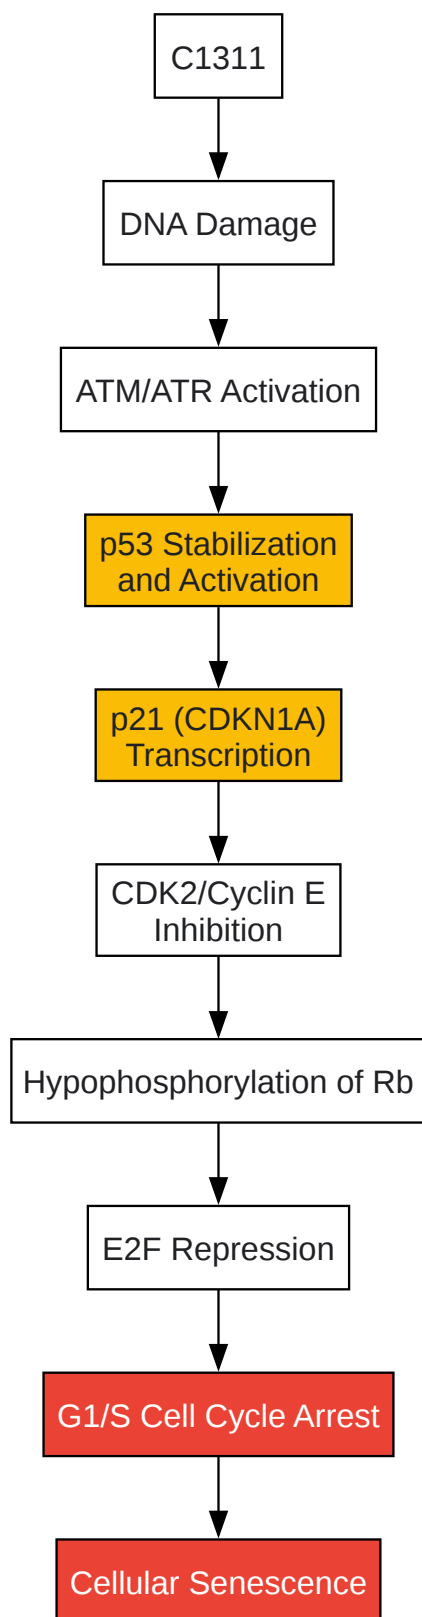 C1311
DNA Damage
ATM/ATR Activation
p53 Stabilization
and Activation
p21 (CDKN1A)
Transcription
CDK2/Cyclin E
Inhibition
Hypophosphorylation of Rb
E2F Repression
G1/S Cell Cycle Arrest
Cellular Senescence